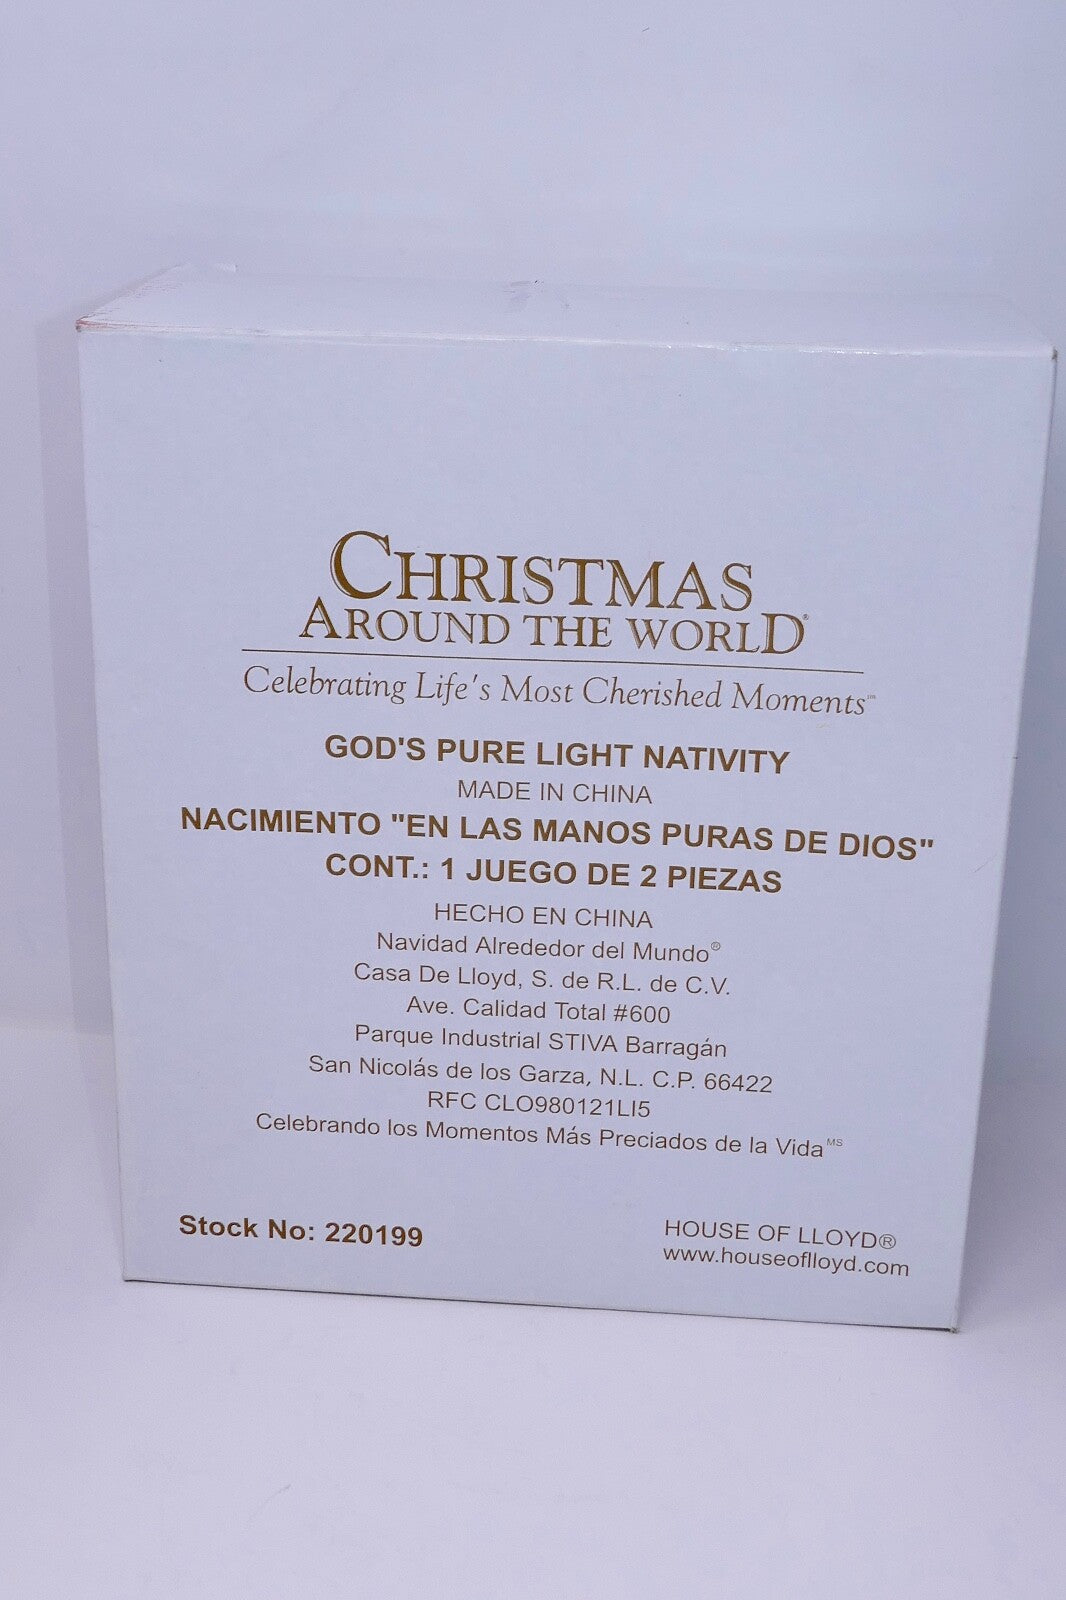 CHRISTMAS
AROUND THE WORLD®
Celebrating Life's Most Cherished Moments™
GOD'S PURE LIGHT NATIVITY
MADE IN CHINA
NACIMIENTO "EN LAS MANOS PURAS DE DIOS"
CONT.: 1 JUEGO DE 2 PIEZAS
HECHO EN CHINA
Navidad Alrededor del Mundo®
Casa De Lloyd, S. de R.L. de C.V.
Ave. Calidad Total #600
Parque Industrial STIVA Barragán
San Nicolás de los Garza, N.L. C.P. 66422
RFC CLO980121LI5
Celebrando los Momentos Más Preciados de la Vida MS
Stock No: 220199
HOUSE OF LLOYD®
www.houseoflloyd.com